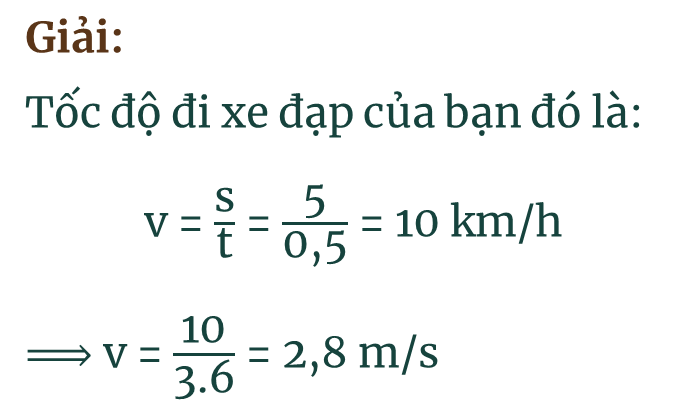 Giải:
Tốc độ đi xe đạp của bạn đó là:
v = s/t = 5/0,5 = 10 km/h
⟹ v = 10/3.6 = 2,8 m/s